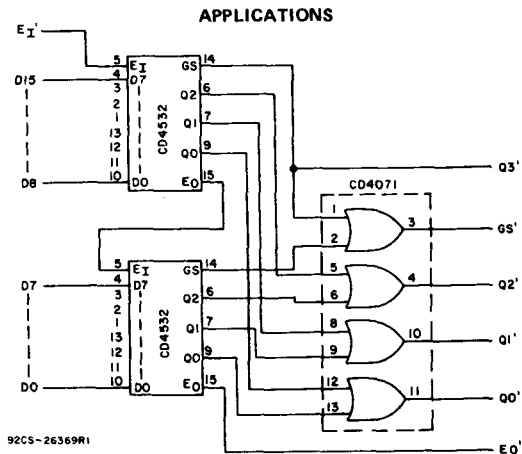 APPLICATIONS
EI'
5 EI GS 14
D15 4 D7
3
2 Q2 6
1
13 Q1 7
12 CD4532 Q0 9
11
D8 10 D0 EO 15
Q3'
CD4071
1
2 3 GS'
5 EI GS 14
D7 4 D7
3
2 Q2 6
1
13 Q1 7
12 CD4532 Q0 9
11
D0 10 D0 EO 15
5
6 4 Q2'
8
9 10 Q1'
12
13 11 Q0'
92CS-26369R1
EO'